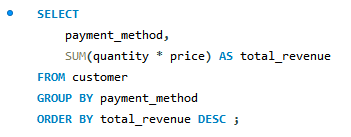 SELECT
payment_method,
SUM(quantity * price) AS total_revenue
FROM customer
GROUP BY payment_method
ORDER BY total_revenue DESC ;